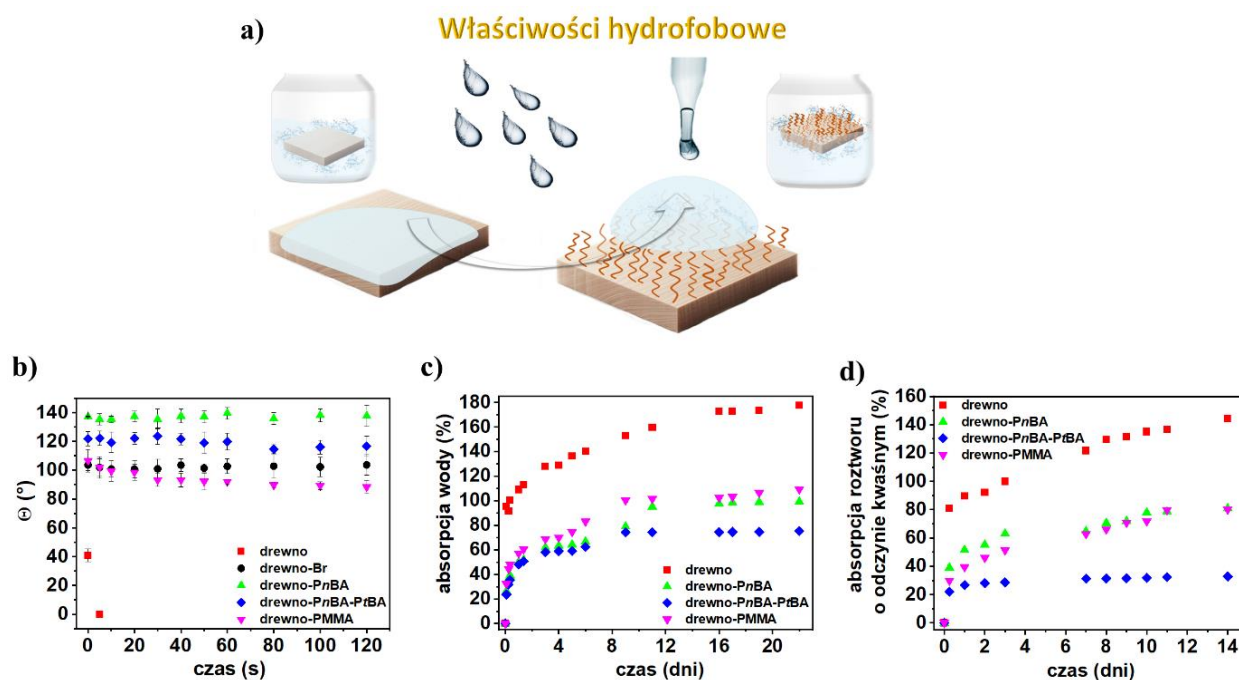 a)
Właściwości hydrofobowe
b)
Θ (°)
140
120
100
80
60
40
20
0
drewno
drewno-Br
drewno-PnBA
drewno-PnBA-PtBA
drewno-PMMA
0 20 40 60 80 100 120
czas (s)
c)
absorpcja wody (%)
180
160
140
120
100
80
60
40
20
0
drewno
drewno-PnBA
drewno-PnBA-PtBA
drewno-PMMA
0 4 8 12 16 20
czas (dni)
d)
absorpcja roztworu
o odczynie kwaśnym (%)
160
140
120
100
80
60
40
20
0
drewno
drewno-PnBA
drewno-PnBA-PtBA
drewno-PMMA
0 2 4 6 8 10 12 14
czas (dni)